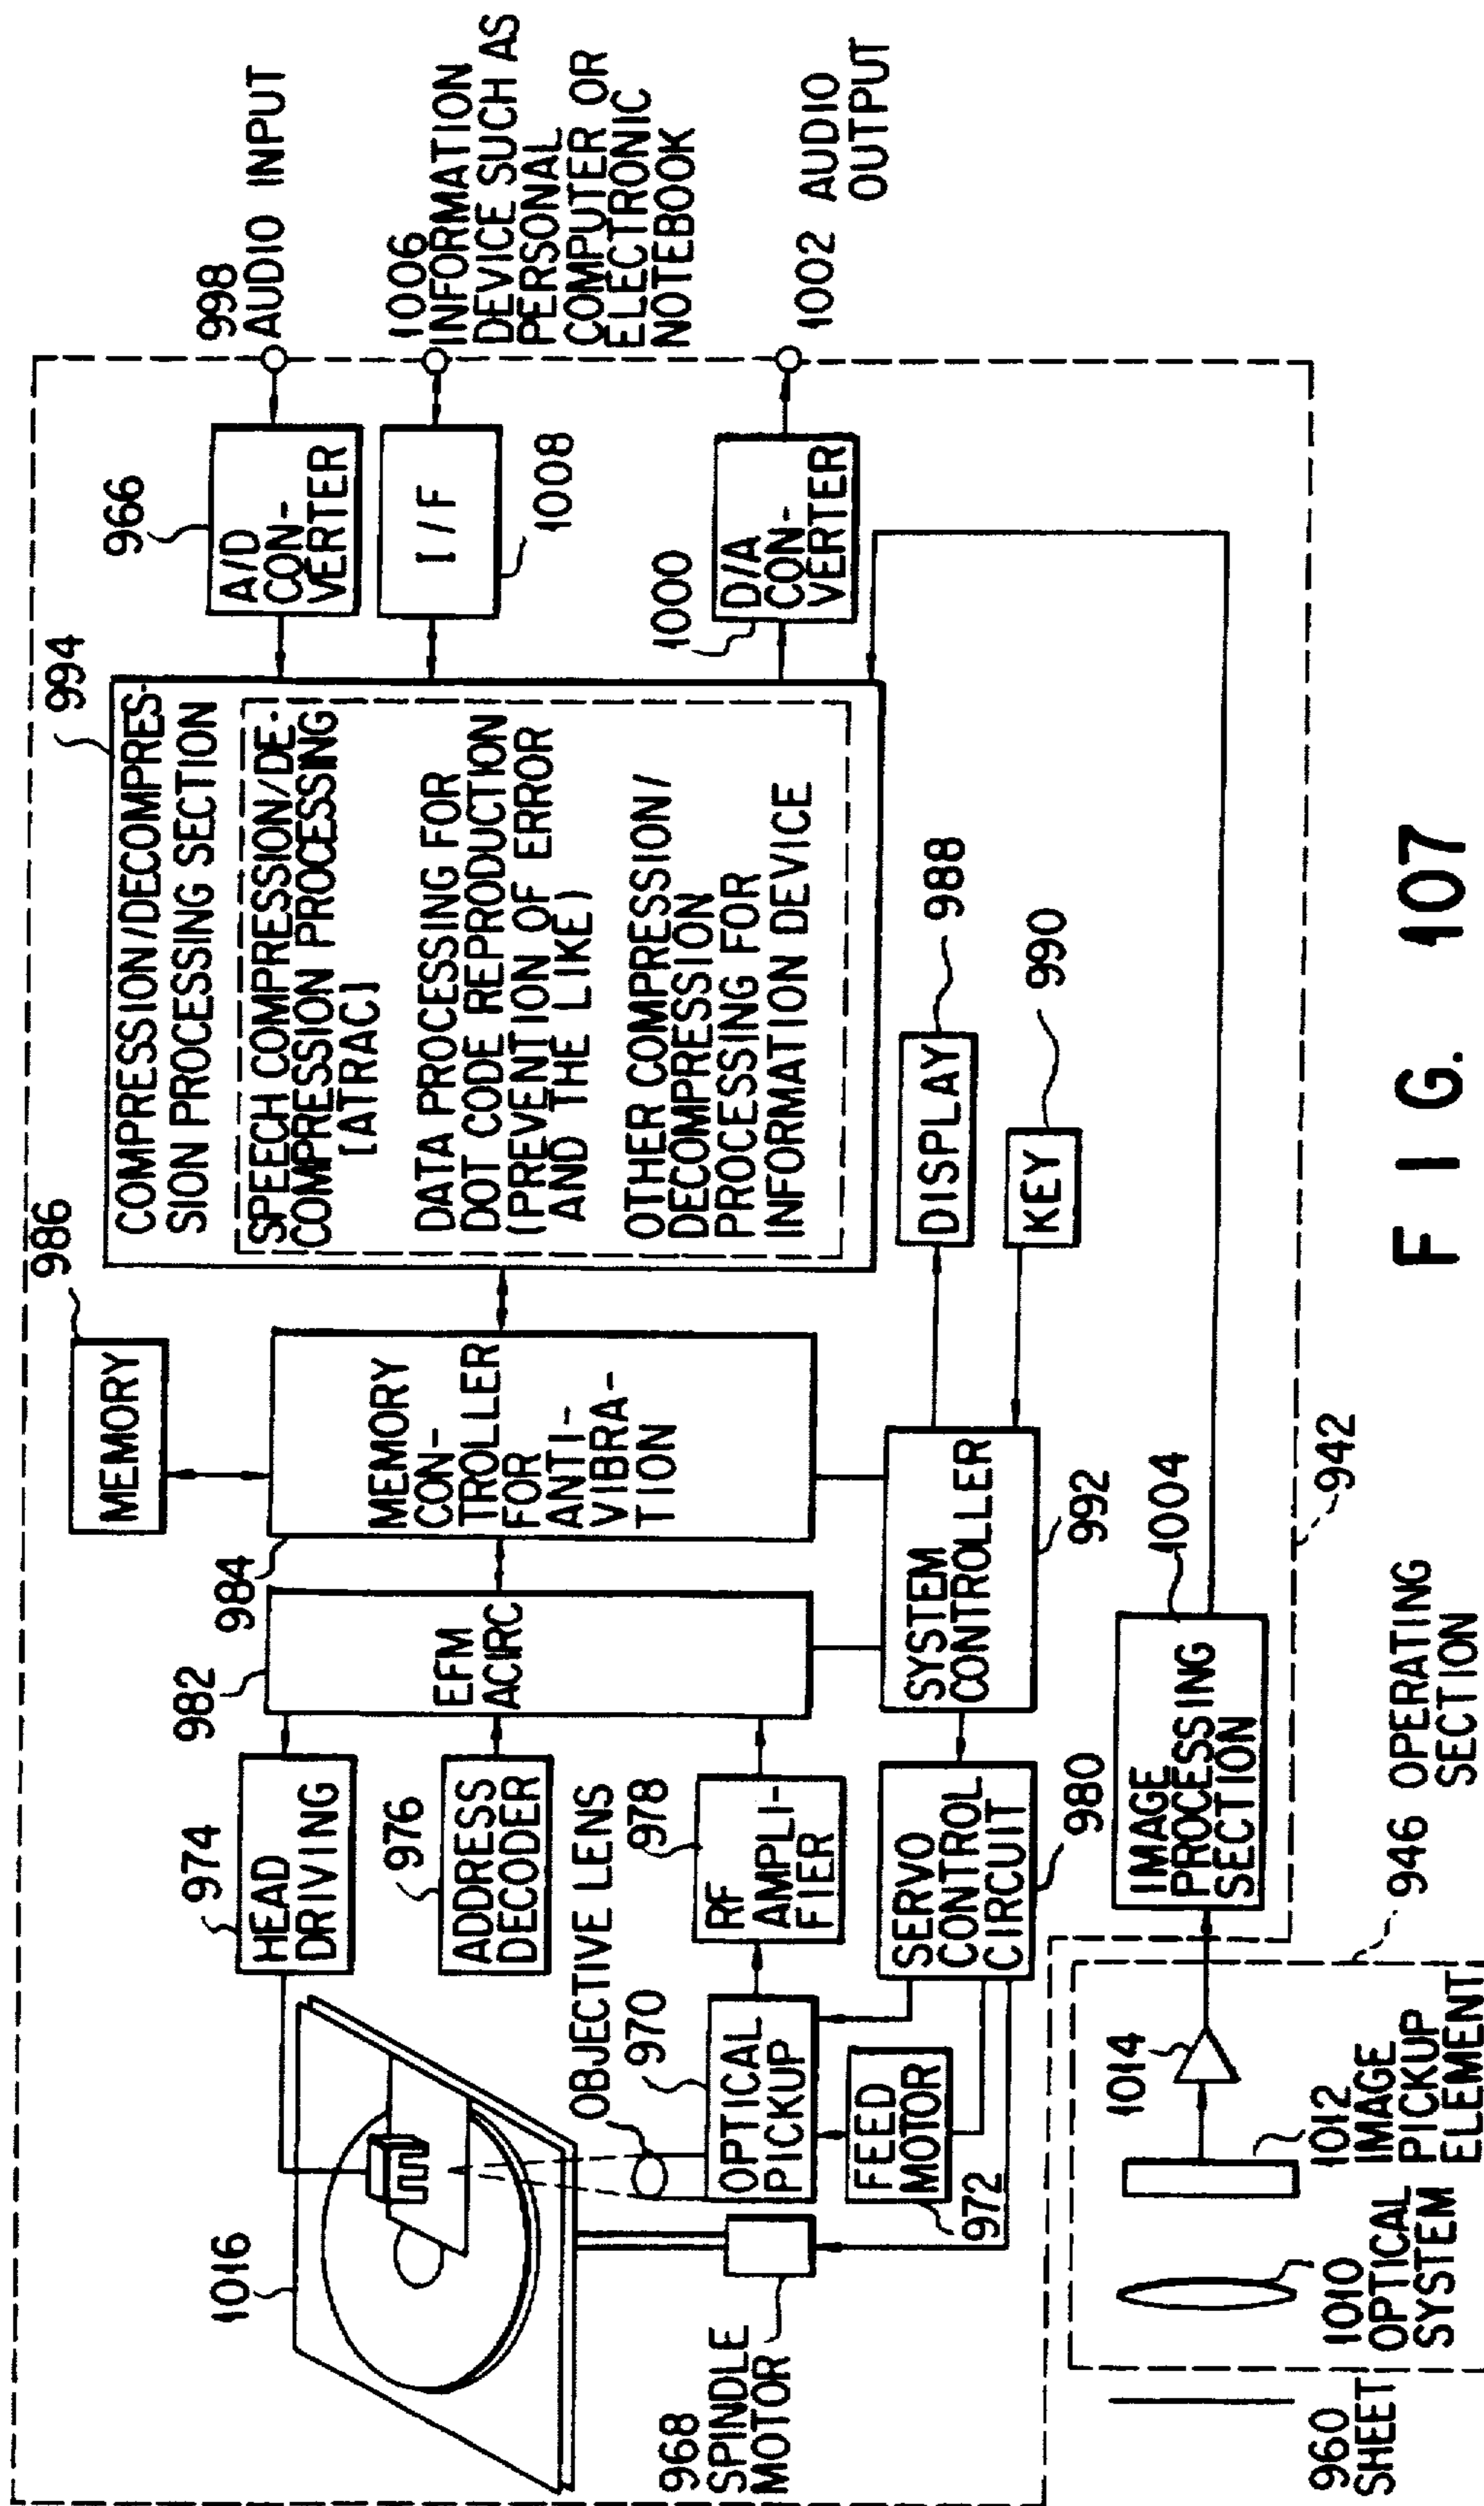 994
966
998
AUDIO INPUT
986
COMPRESSION/DECOMPRES-
SION PROCESSING SECTION
SPEECH COMPRESSION/DE-
COMPRESSION PROCESSING
[ATRAC]
DATA PROCESSING FOR
DOT CODE REPRODUCTION
(PREVENTION OF ERROR
AND THE LIKE)
OTHER COMPRESSION/
DECOMPRESSION
PROCESSING FOR
INFORMATION DEVICE
A/D
CON-
VERTER
I/F
1008
1006
INFORMATION
DEVICE SUCH AS
PERSONAL
COMPUTER OR
ELECTRONIC
NOTEBOOK
1000
D/A
CON-
VERTER
1002 AUDIO
OUTPUT
MEMORY
984
MEMORY
CON-
TROLLER
FOR
ANTI-
VIBRA-
TION
982
EFM
ACIRC
974
HEAD
DRIVING
976
ADDRESS
DECODER
OBJECTIVE LENS
978
RF
AMPLI-
FIER
1016
970
OPTICAL
PICKUP
FEED
MOTOR
972
968
SPINDLE
MOTOR
SERVO
CONTROL
CIRCUIT
980
SYSTEM
CONTROLLER
992
DISPLAY
988
KEY
990
1004
IMAGE
PROCESSING
SECTION
942
946 OPERATING
SECTION
1014
1012
IMAGE
PICKUP
ELEMENT
1010
OPTICAL
SYSTEM
960
SHEET
FIG. 107